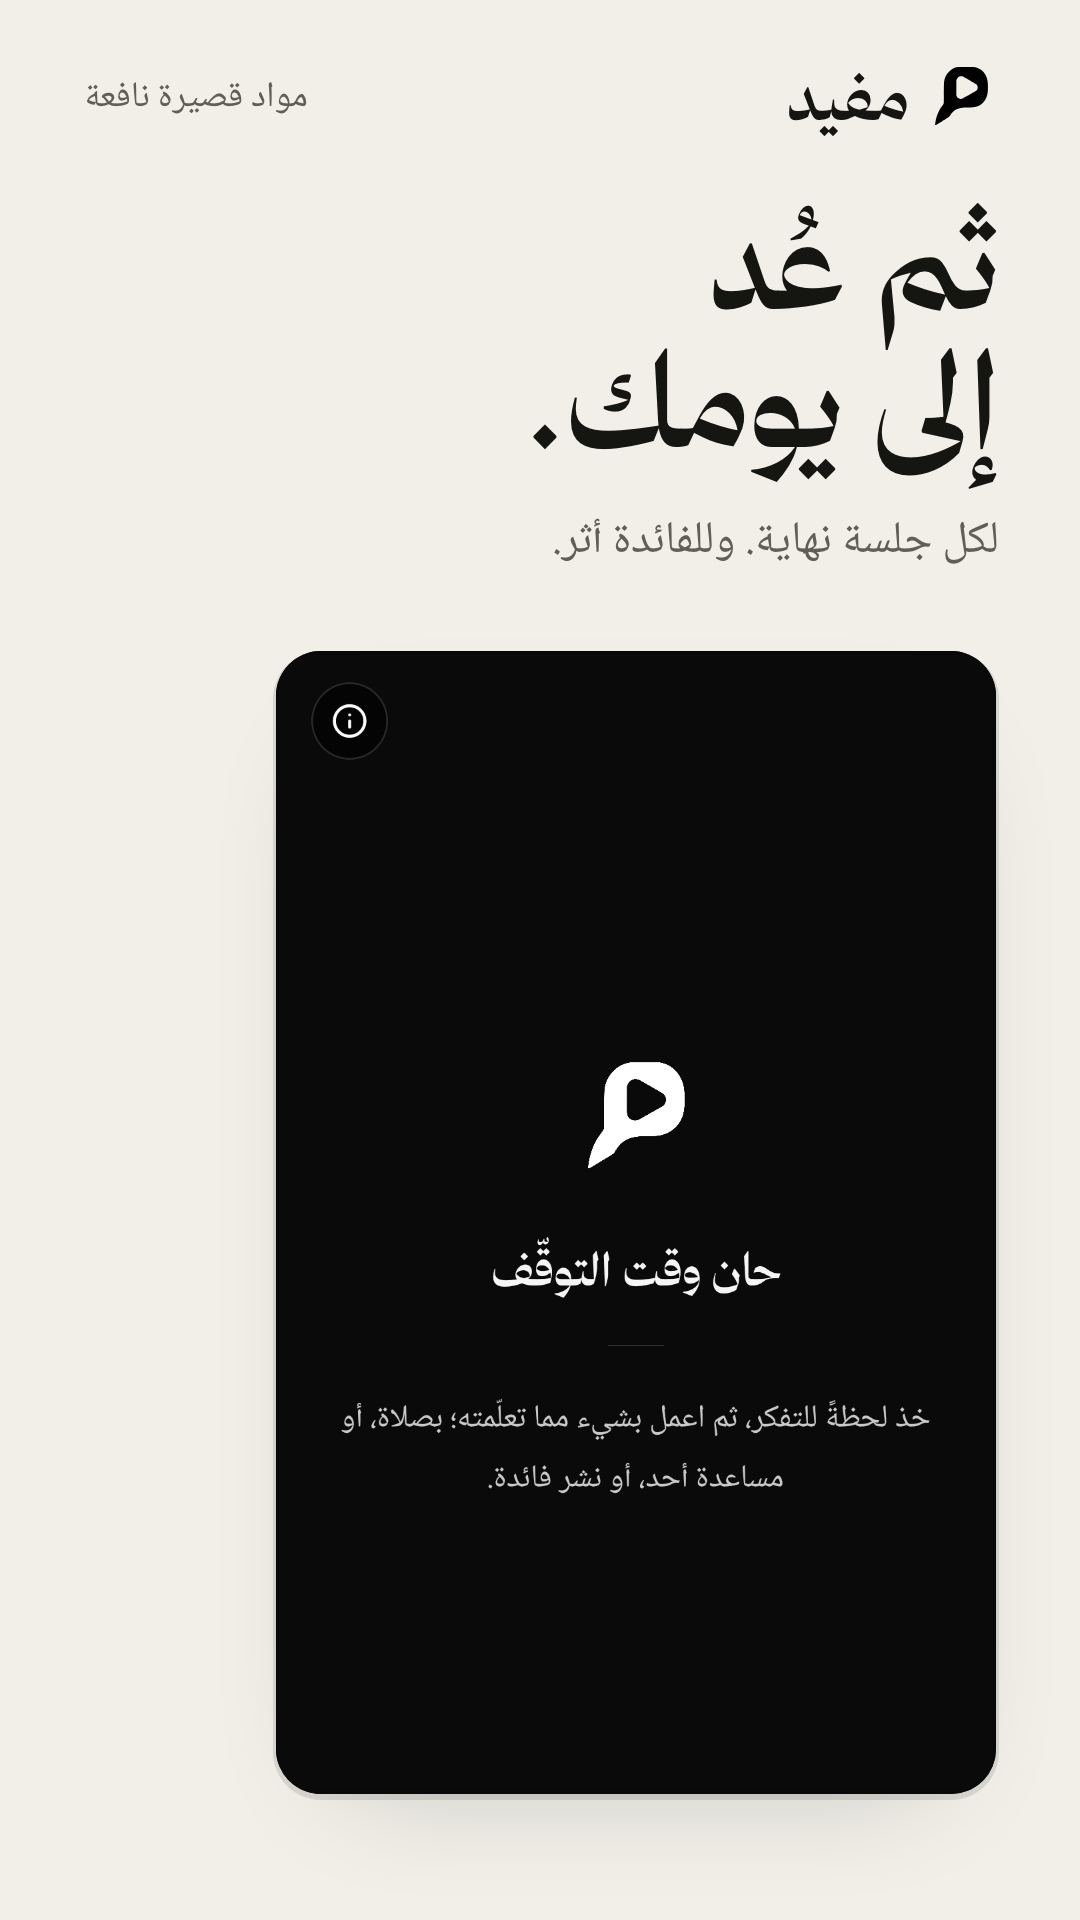 مفيد
مواد قصيرة نافعة
ثم عُد
إلى يومك.
لكل جلسة نهاية. وللفائدة أثر.
حان وقت التوقّف
خذ لحظةً للتفكر، ثم اعمل بشيء مما تعلّمته؛ بصلاة، أو
مساعدة أحد، أو نشر فائدة.